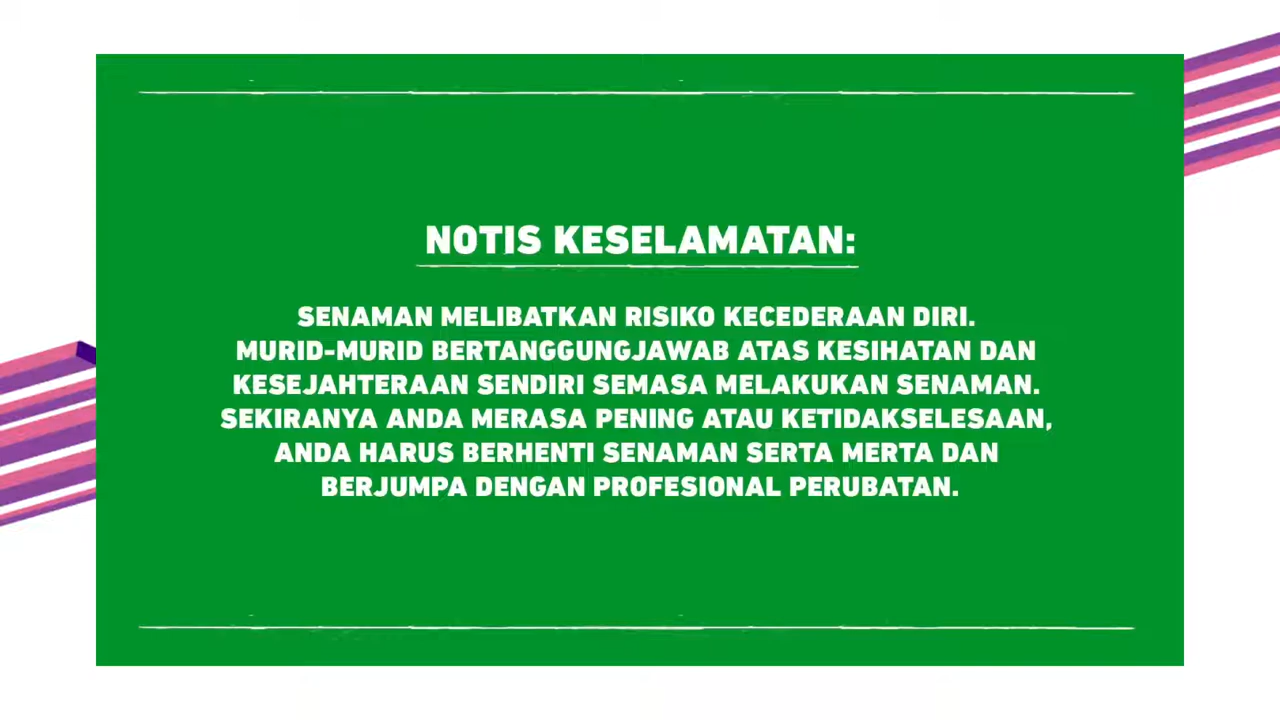 NOTIS KESELAMATAN:
SENAMAN MELIBATKAN RISIKO KECEDERAAN DIRI.
MURID-MURID BERTANGGUNGJAWAB ATAS KESIHATAN DAN
KESEJAHTERAAN SENDIRI SEMASA MELAKUKAN SENAMAN.
SEKIRANYA ANDA MERASA PENING ATAU KETIDAKSELESAAN,
ANDA HARUS BERHENTI SENAMAN SERTA MERTA DAN
BERJUMPA DENGAN PROFESIONAL PERUBATAN.